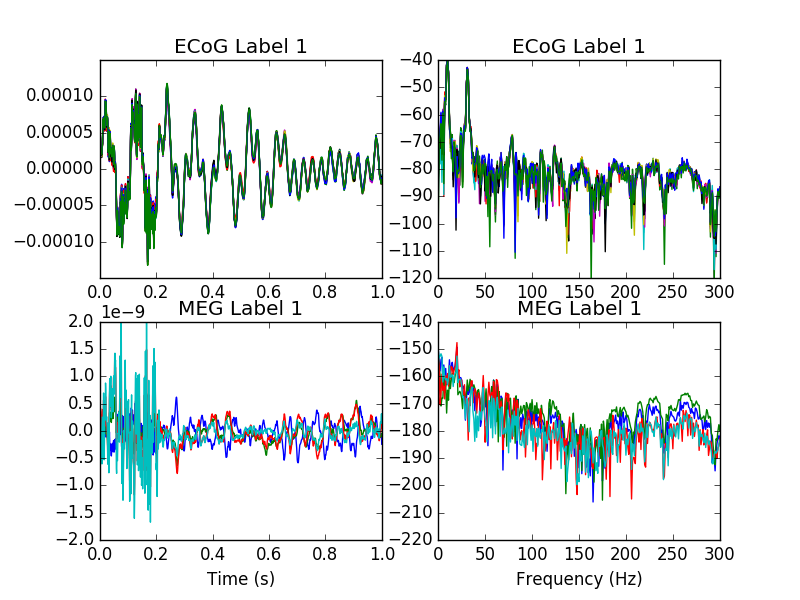 ECoG Label 1
0.00010
0.00005
0.00000
−0.00005
−0.00010
0.0 0.2 0.4 0.6 0.8 1.0
ECoG Label 1
−40
−50
−60
−70
−80
−90
−100
−110
−120
0 50 100 150 200 250 300
1e−9
MEG Label 1
2.0
1.5
1.0
0.5
0.0
−0.5
−1.0
−1.5
−2.0
0.0 0.2 0.4 0.6 0.8 1.0
Time (s)
MEG Label 1
−140
−150
−160
−170
−180
−190
−200
−210
−220
0 50 100 150 200 250 300
Frequency (Hz)